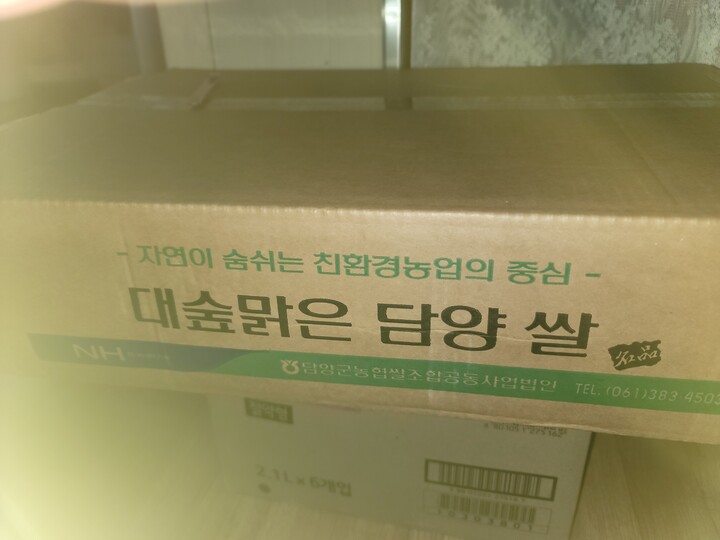 - 자연이 숨쉬는 친환경농업의 중심 -
대숲맑은 담양 쌀
名品
NH
담양군농협쌀조합공동사업법인 TEL.(061)383-4503
2.1L x 6개입